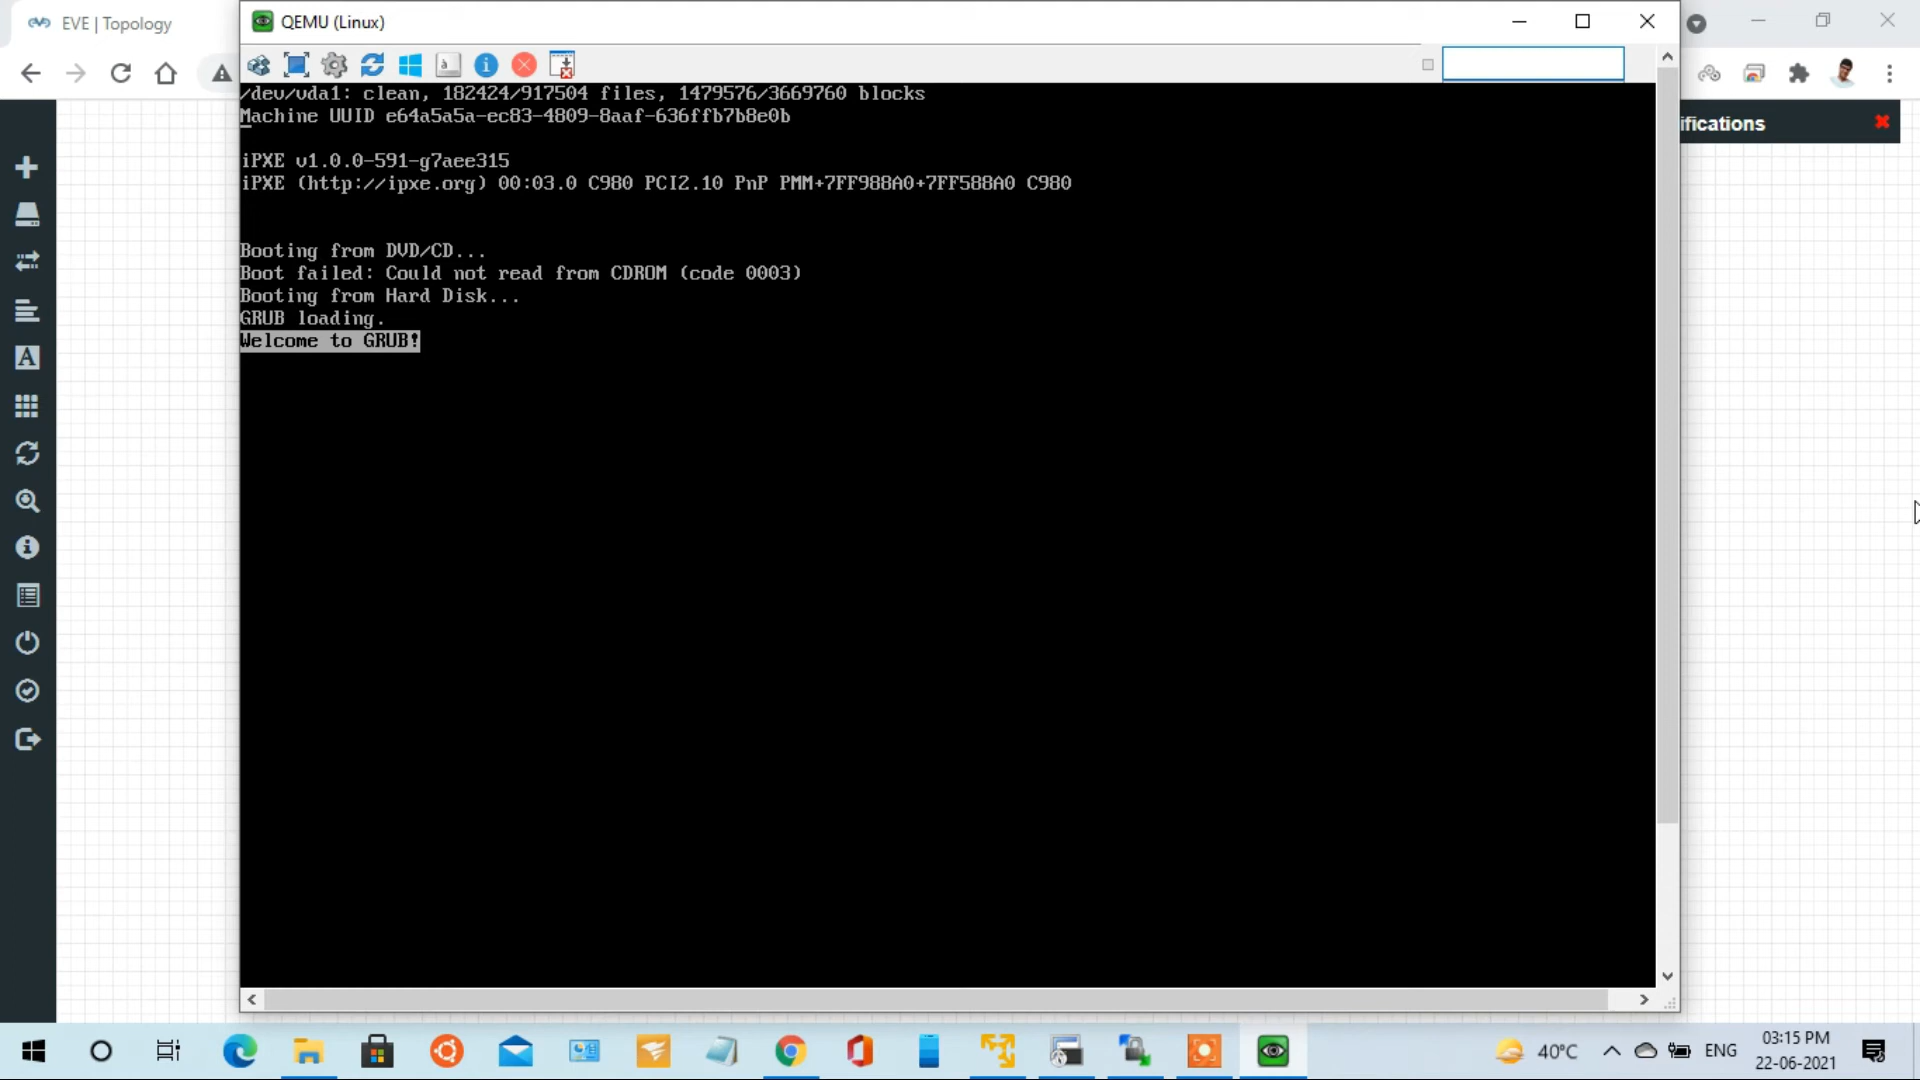 EVE | Topology
QEMU (Linux)
ifications
/dev/vda1: clean, 182424/917504 files, 1479576/3669760 blocks
Machine UUID e64a5a5a-ec83-4809-8aaf-636ffb7b8e0b
iPXE v1.0.0-591-g7aee315
iPXE (http://ipxe.org) 00:03.0 C980 PCI2.10 PnP PMM+7FF988A0+7FF588A0 C980
Booting from DVD/CD...
Boot failed: Could not read from CDROM (code 0003)
Booting from Hard Disk...
GRUB loading.
Welcome to GRUB!
40°C
ENG
03:15 PM
22-06-2021